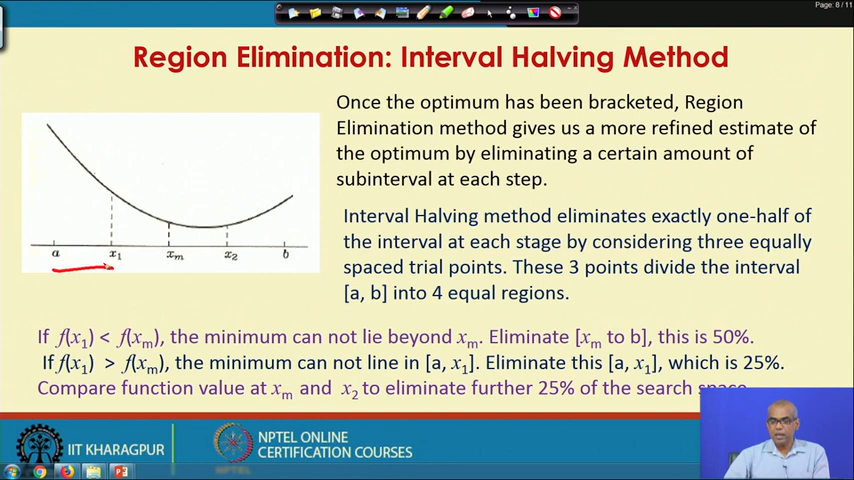 Page: 8 / 11
Region Elimination: Interval Halving Method
Once the optimum has been bracketed, Region
Elimination method gives us a more refined estimate of
the optimum by eliminating a certain amount of
subinterval at each step.
a x₁ xₘ x₂ b
Interval Halving method eliminates exactly one-half of
the interval at each stage by considering three equally
spaced trial points. These 3 points divide the interval
[a, b] into 4 equal regions.
If f(x₁) < f(xₘ), the minimum can not lie beyond xₘ. Eliminate [xₘ to b], this is 50%.
If f(x₁) > f(xₘ), the minimum can not line in [a, x₁]. Eliminate this [a, x₁], which is 25%.
Compare function value at xₘ and x₂ to eliminate further 25% of the search space.
IIT KHARAGPUR
NPTEL ONLINE
CERTIFICATION COURSES
NPTEL